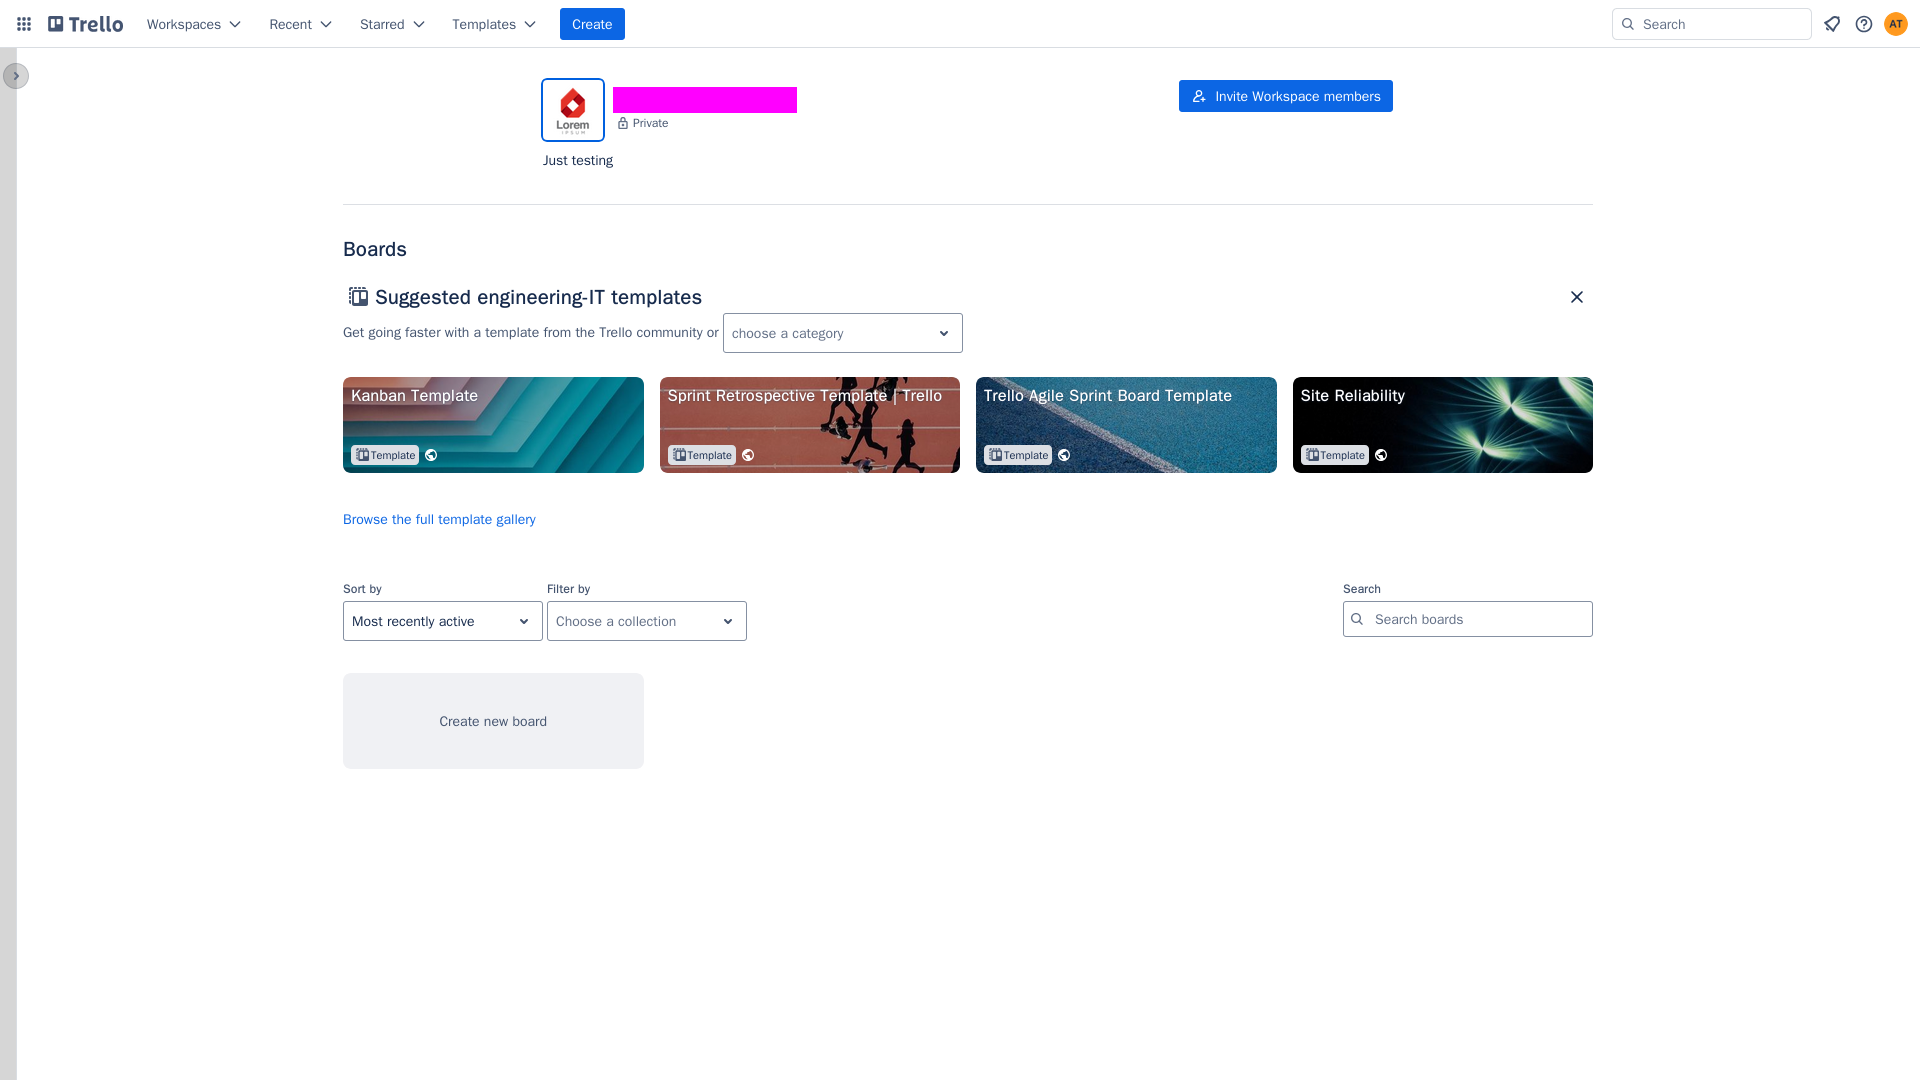 Trello
Workspaces
Recent
Starred
Templates
Create
Search
AT
Lorem
IPSUM
Private
Invite Workspace members
Just testing
Boards
Suggested engineering-IT templates
Get going faster with a template from the Trello community or
choose a category
Kanban Template
Template
Sprint Retrospective Template | Trello
Template
Trello Agile Sprint Board Template
Template
Site Reliability
Template
Browse the full template gallery
Sort by
Most recently active
Filter by
Choose a collection
Search
Search boards
Create new board